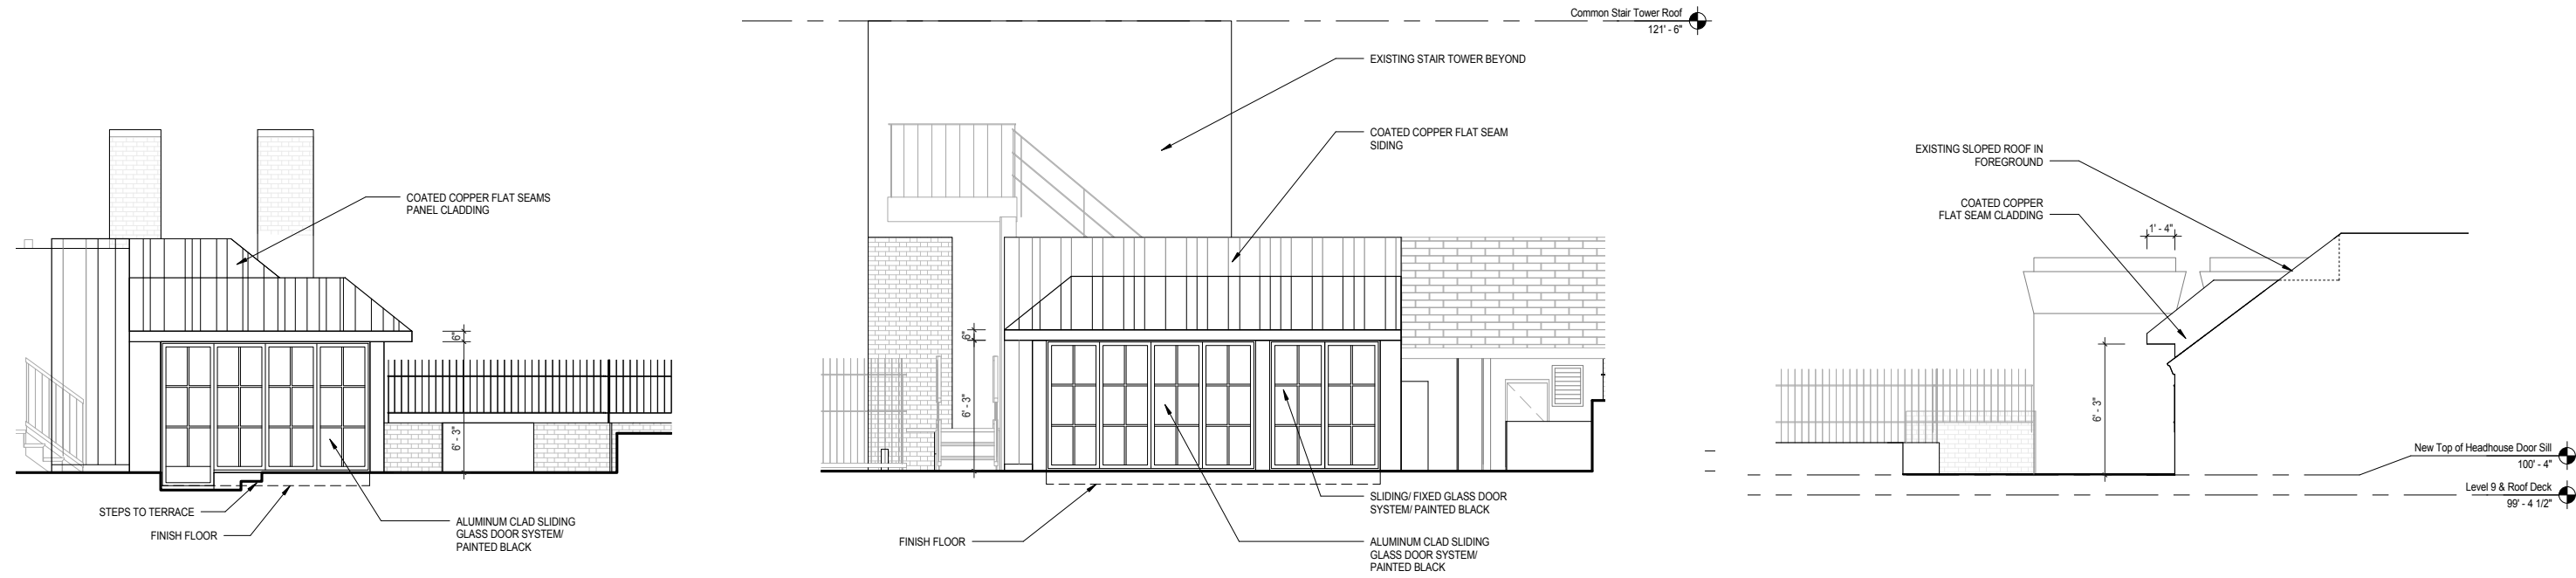 COATED COPPER FLAT SEAMS
PANEL CLADDING
6"
6' - 3"
STEPS TO TERRACE
FINISH FLOOR
ALUMINUM CLAD SLIDING
GLASS DOOR SYSTEM/
PAINTED BLACK
Common Stair Tower Roof
121' - 6"
EXISTING STAIR TOWER BEYOND
COATED COPPER FLAT SEAM
SIDING
6"
6' - 3"
SLIDING/ FIXED GLASS DOOR
SYSTEM/ PAINTED BLACK
FINISH FLOOR
ALUMINUM CLAD SLIDING
GLASS DOOR SYSTEM/
PAINTED BLACK
EXISTING SLOPED ROOF IN
FOREGROUND
COATED COPPER
FLAT SEAM CLADDING
1' - 4"
6' - 3"
New Top of Headhouse Door Sill
100' - 4"
Level 9 & Roof Deck
99' - 4 1/2"